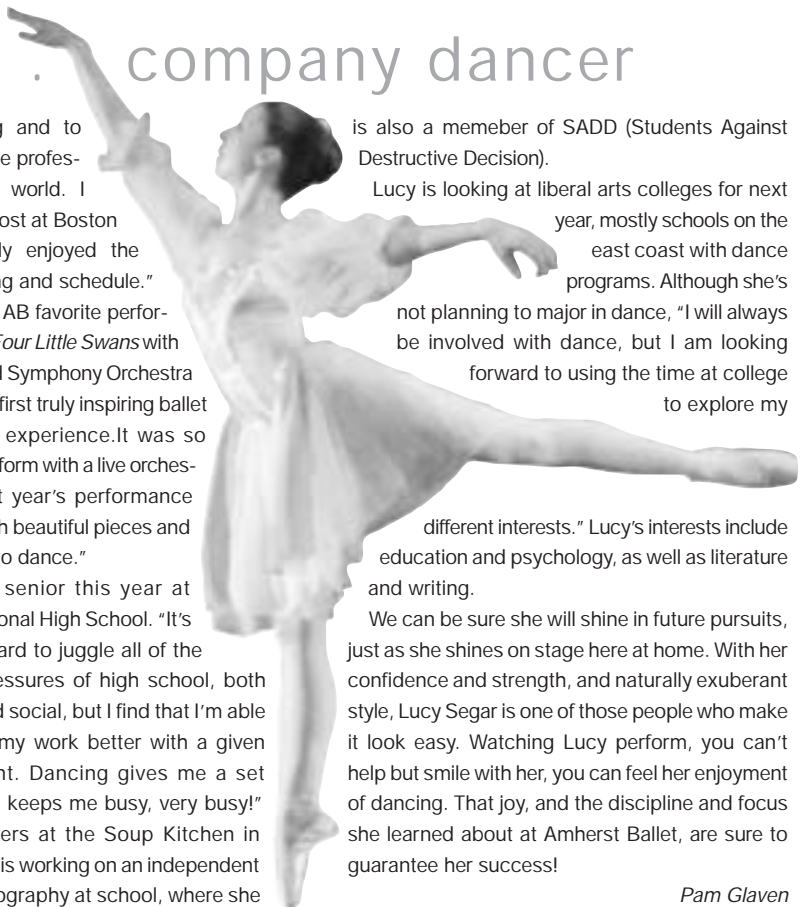 . company dancer
g and to
e profes-
world. I
ost at Boston
ly enjoyed the
ng and schedule."
AB favorite perfor-
Four Little Swans with
d Symphony Orchestra
first truly inspiring ballet
experience.It was so
form with a live orches-
t year's performance
h beautiful pieces and
o dance."
senior this year at
onal High School. "It's
ard to juggle all of the
essures of high school, both
d social, but I find that I'm able
my work better with a given
nt. Dancing gives me a set
keeps me busy, very busy!"
ers at the Soup Kitchen in
is working on an independent
ography at school, where she
is also a memeber of SADD (Students Against
Destructive Decision).
Lucy is looking at liberal arts colleges for next
year, mostly schools on the
east coast with dance
programs. Although she's
not planning to major in dance, "I will always
be involved with dance, but I am looking
forward to using the time at college
to explore my
different interests." Lucy's interests include
education and psychology, as well as literature
and writing.
We can be sure she will shine in future pursuits,
just as she shines on stage here at home. With her
confidence and strength, and naturally exuberant
style, Lucy Segar is one of those people who make
it look easy. Watching Lucy perform, you can't
help but smile with her, you can feel her enjoyment
of dancing. That joy, and the discipline and focus
she learned about at Amherst Ballet, are sure to
guarantee her success!
Pam Glaven